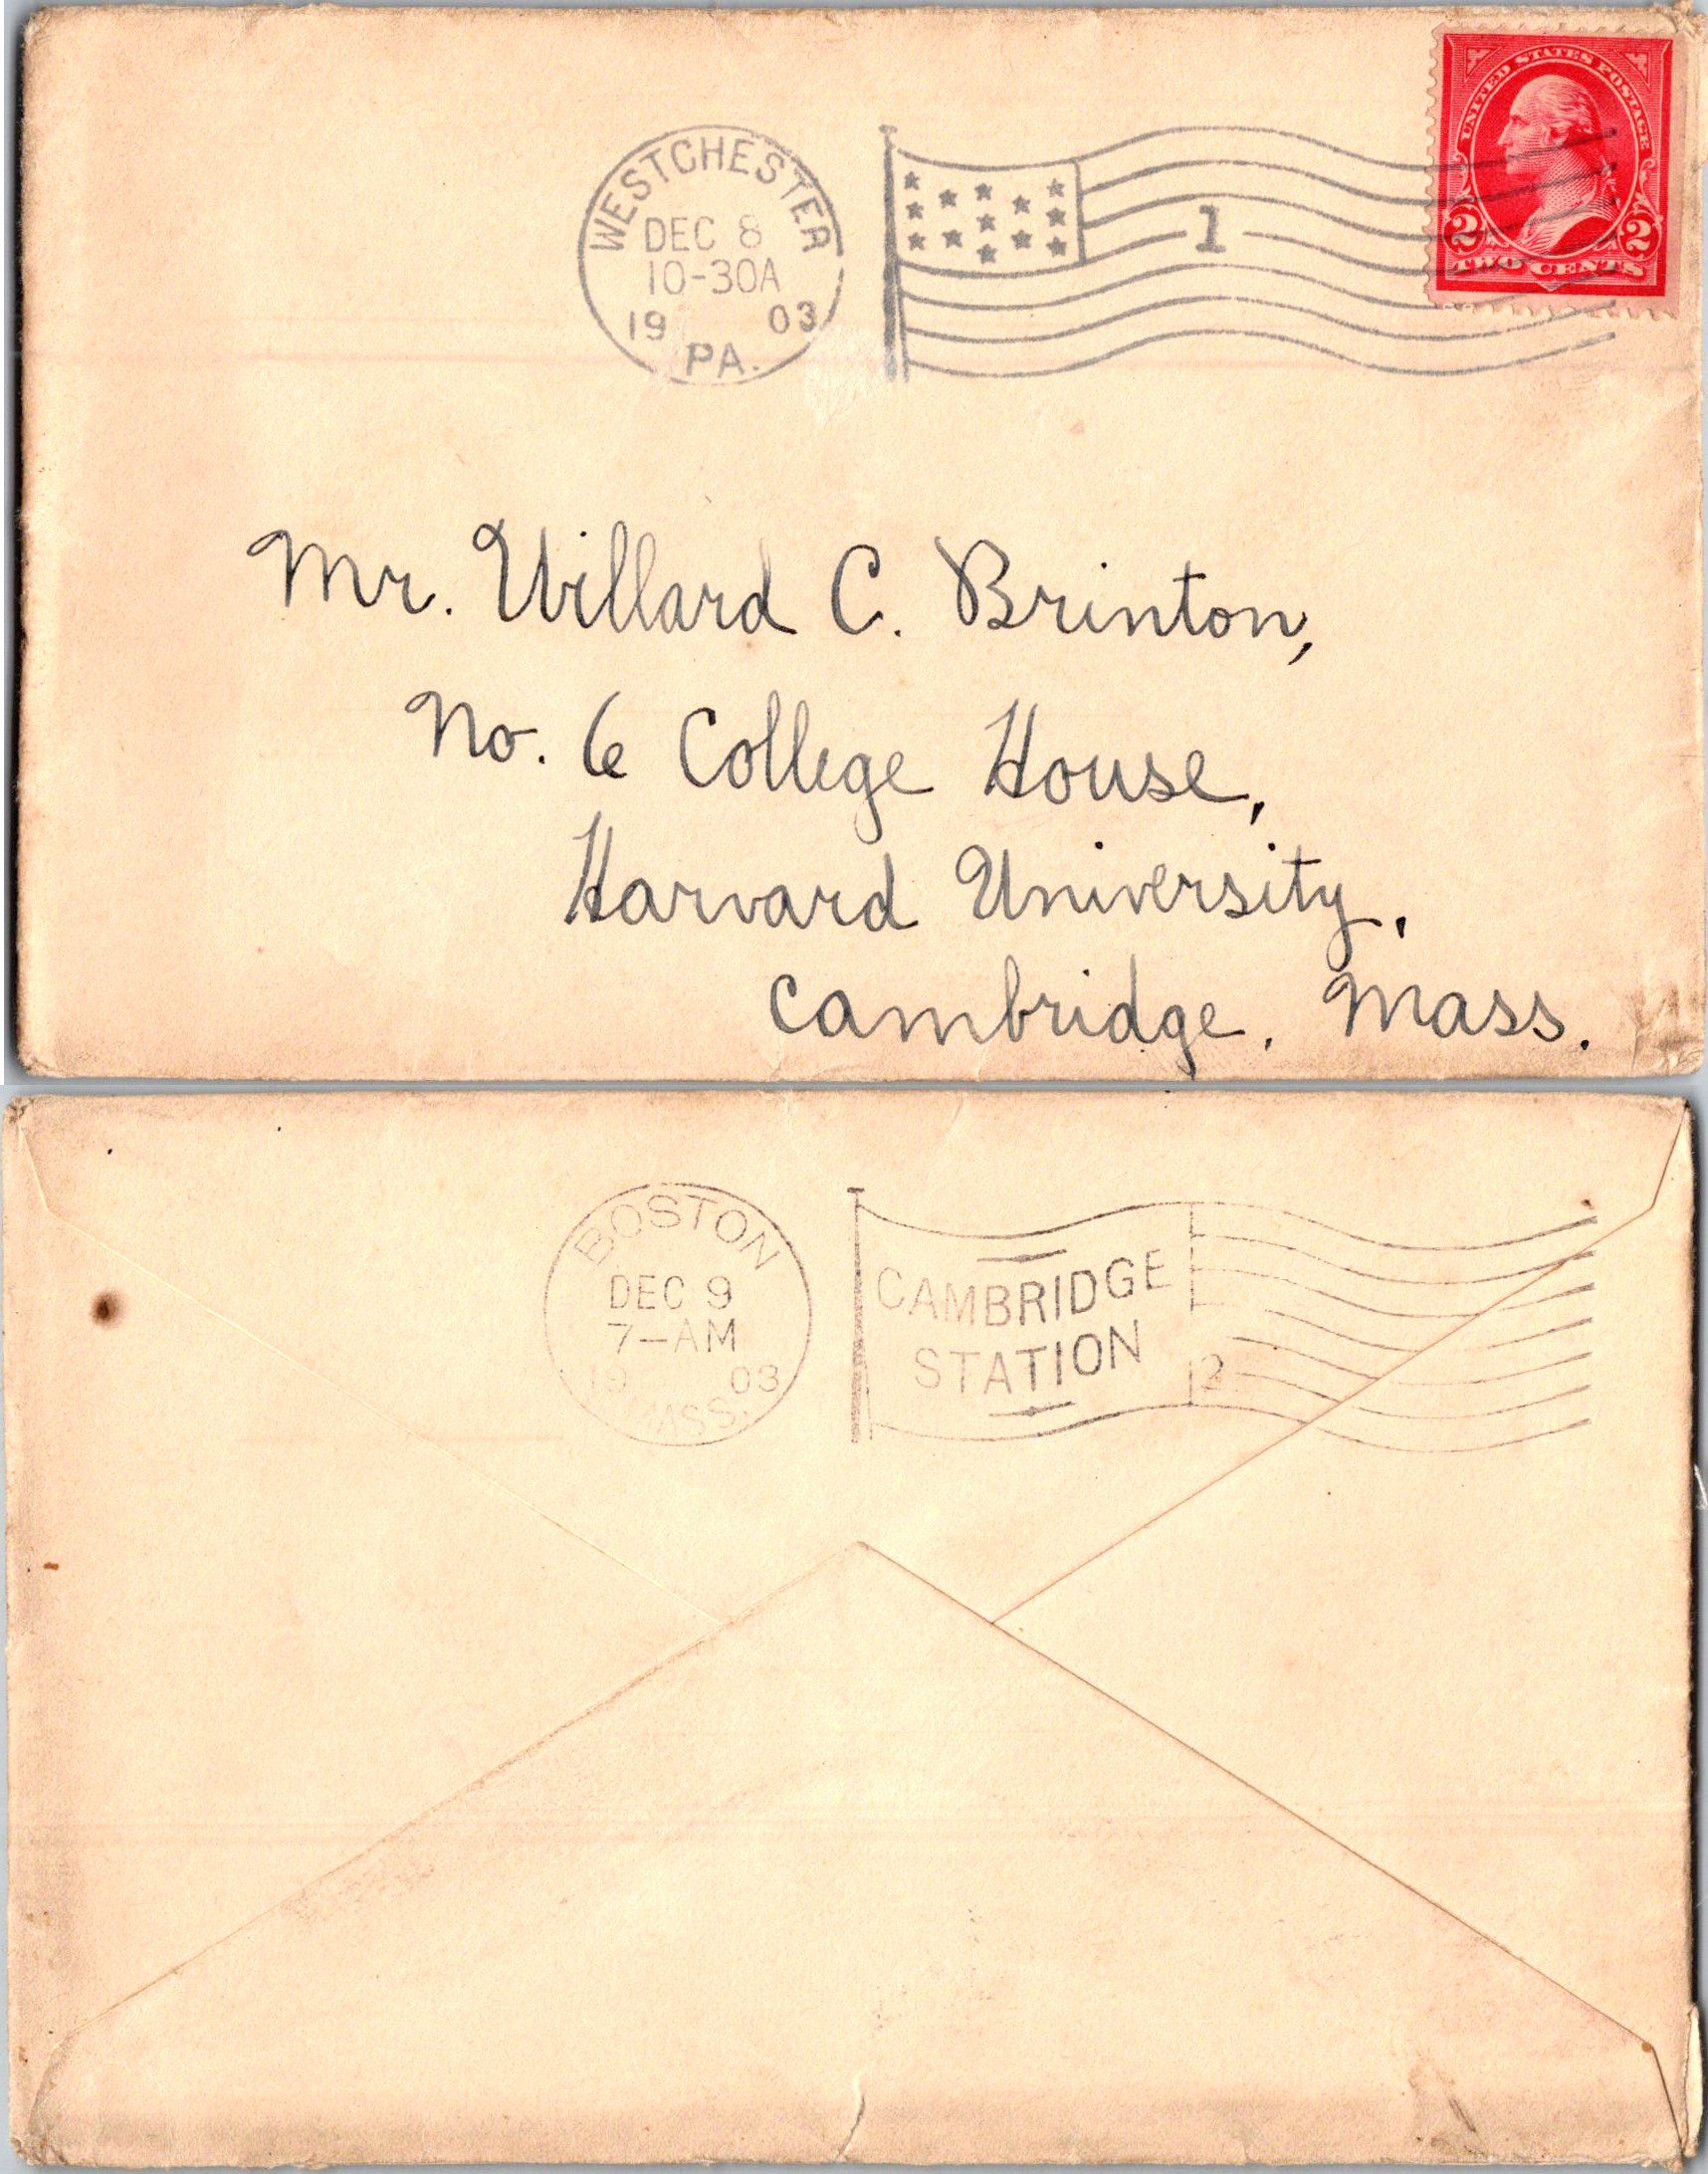 WESTCHESTER
DEC 8
10-30A
19 03
PA.
1
UNITED STATES POSTAGE
2 2
TWO CENTS
Mr. Willard C. Brinton,
No. 6 College House,
Harvard University,
Cambridge, Mass.
BOSTON
DEC 9
7-AM
19 03
MASS.
CAMBRIDGE
STATION
2